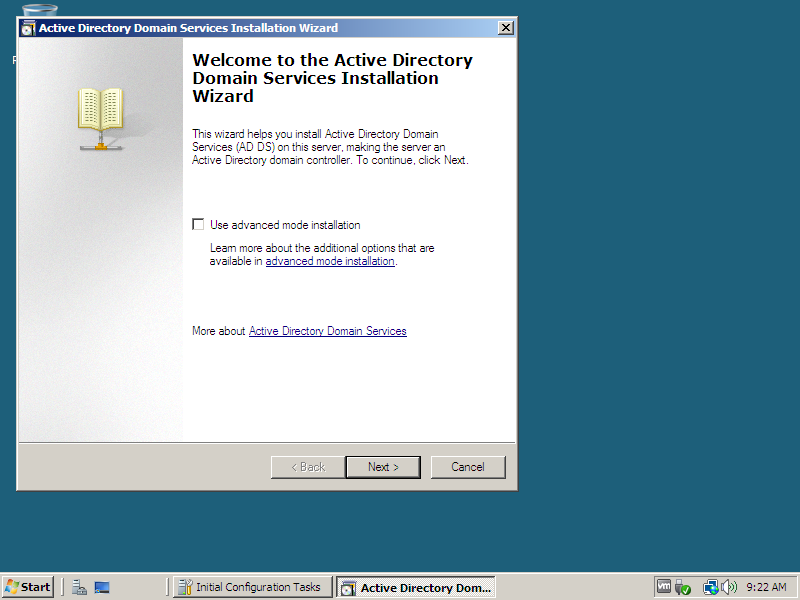 Active Directory Domain Services Installation Wizard
Welcome to the Active Directory
Domain Services Installation
Wizard
This wizard helps you install Active Directory Domain
Services (AD DS) on this server, making the server an
Active Directory domain controller. To continue, click Next.
Use advanced mode installation
Learn more about the additional options that are
available in advanced mode installation.
More about Active Directory Domain Services
< Back Next > Cancel
Start Initial Configuration Tasks Active Directory Dom... vm 9:22 AM